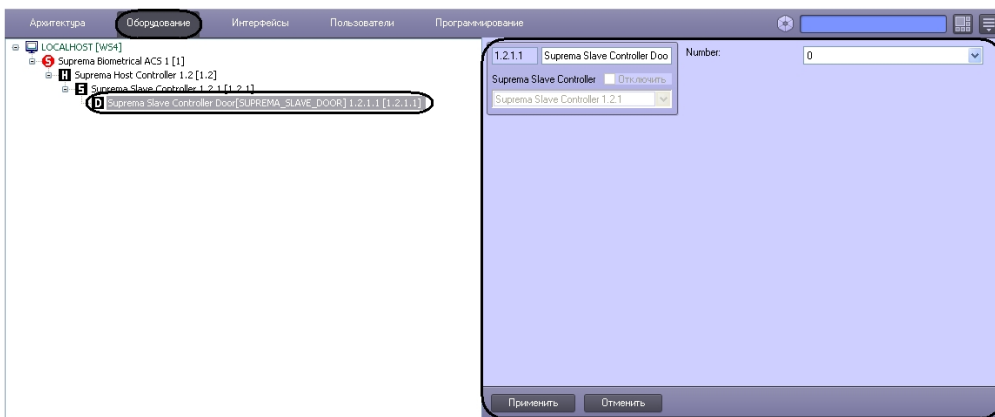 Архитектура Оборудование Интерфейсы Пользователи Программирование
LOCALHOST [WS4]
Suprema Biometrical ACS 1 [1]
Suprema Host Controller 1.2 [1.2]
Suprema Slave Controller 1.2.1 [1.2.1]
Suprema Slave Controller Door[SUPREMA_SLAVE_DOOR] 1.2.1.1 [1.2.1.1]
1.2.1.1 Suprema Slave Controller Doo
Suprema Slave Controller Отключить
Suprema Slave Controller 1.2.1
Number: 0
Применить Отменить